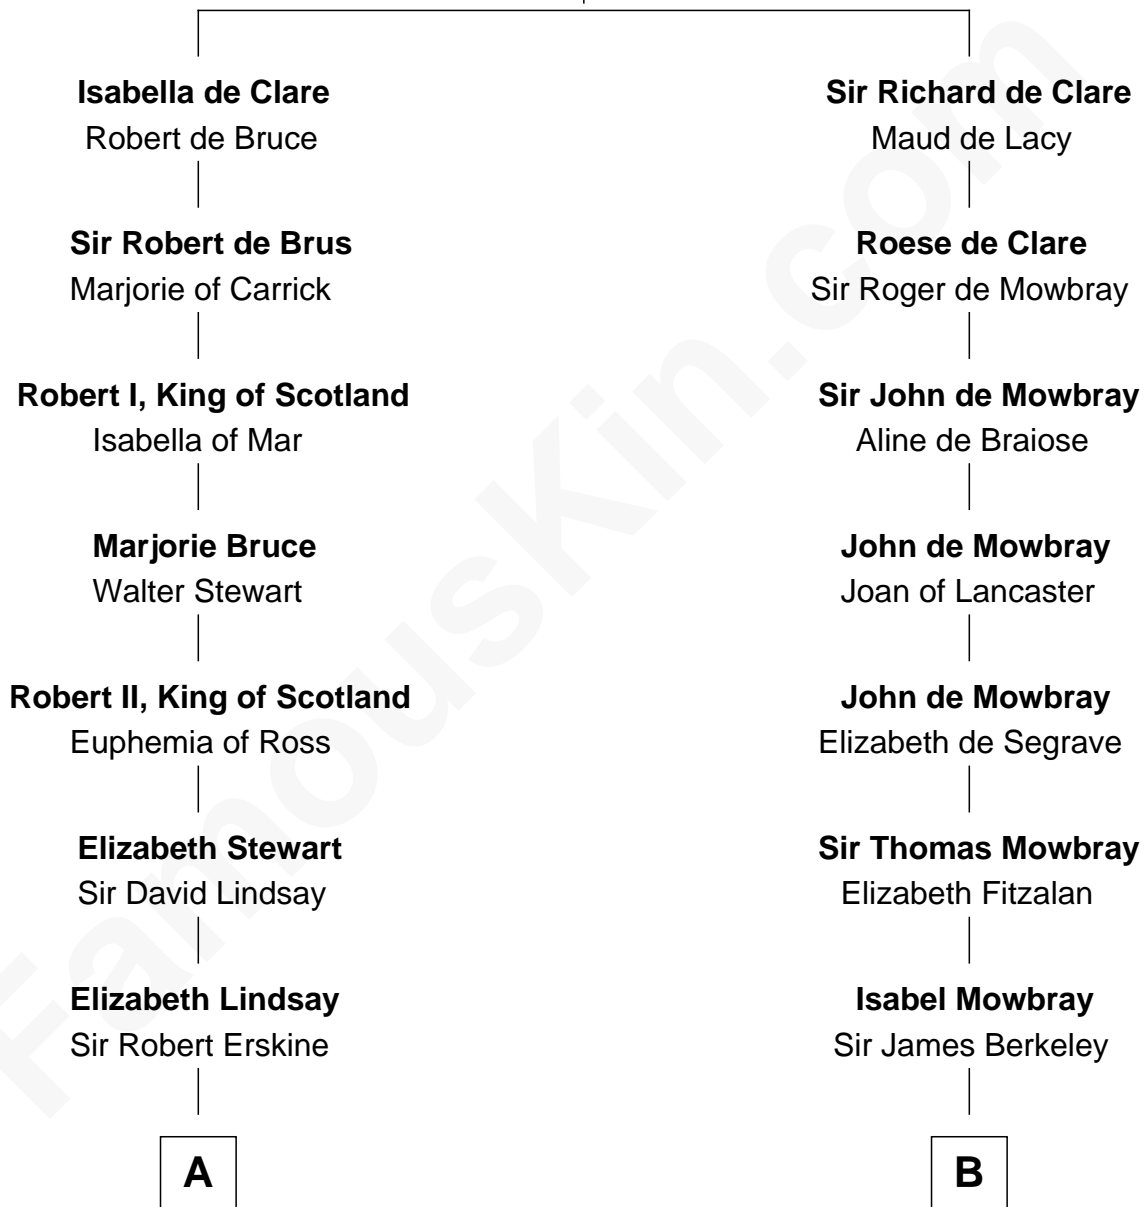 Isabella de Clare
Robert de Bruce
Sir Robert de Brus
Marjorie of Carrick
Robert I, King of Scotland
Isabella of Mar
Marjorie Bruce
Walter Stewart
Robert II, King of Scotland
Euphemia of Ross
Elizabeth Stewart
Sir David Lindsay
Elizabeth Lindsay
Sir Robert Erskine
A
Sir Richard de Clare
Maud de Lacy
Roese de Clare
Sir Roger de Mowbray
Sir John de Mowbray
Aline de Braiose
John de Mowbray
Joan of Lancaster
John de Mowbray
Elizabeth de Segrave
Sir Thomas Mowbray
Elizabeth Fitzalan
Isabel Mowbray
Sir James Berkeley
B
FamousKin.com